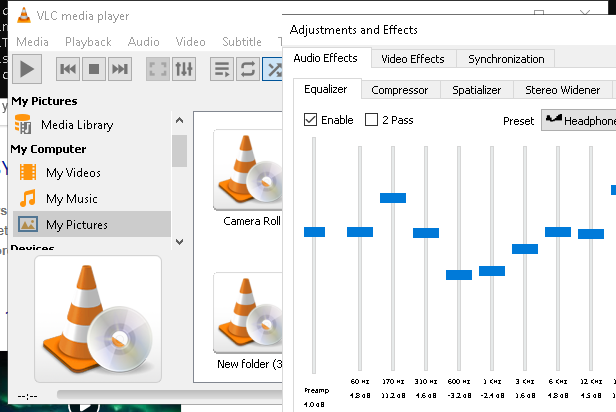 VLC media player
Media Playback Audio Video Subtitle T
My Pictures
Media Library
My Computer
My Videos
My Music
My Pictures
Devices
Camera Roll
New folder (3
--:--
Adjustments and Effects
Audio Effects Video Effects Synchronization
Equalizer Compressor Spatializer Stereo Widener
Enable 2 Pass Preset Headphone
60 Hz 170 Hz 310 Hz 600 Hz 1 KHz 3 KHz 6 KHz 12 KHz
Preamp 4.8 dB 11.2 dB 4.6 dB -3.2 dB -2.4 dB 1.6 dB 4.8 dB 4.5 dB
4.0 dB